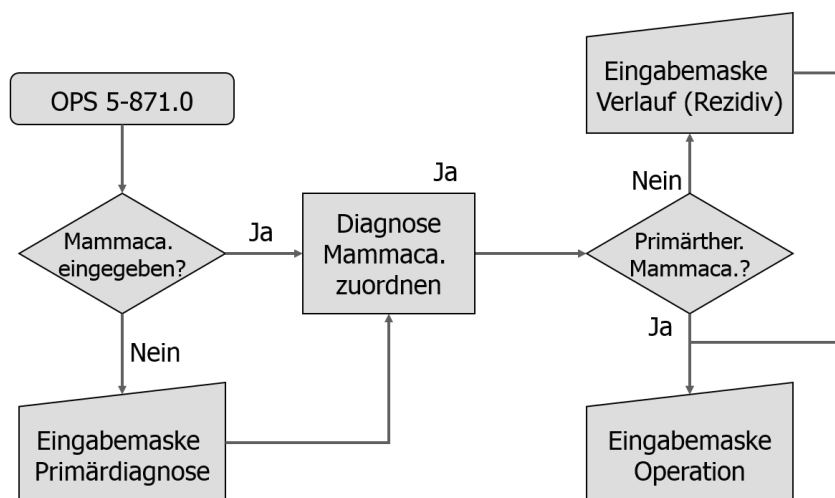 OPS 5-871.0
Mammaca.
eingegeben?
Ja
Nein
Eingabemaske
Primärdiagnose
Ja
Diagnose
Mammaca.
zuordnen
Eingabemaske
Verlauf (Rezidiv)
Nein
Primärther.
Mammaca.?
Ja
Eingabemaske
Operation